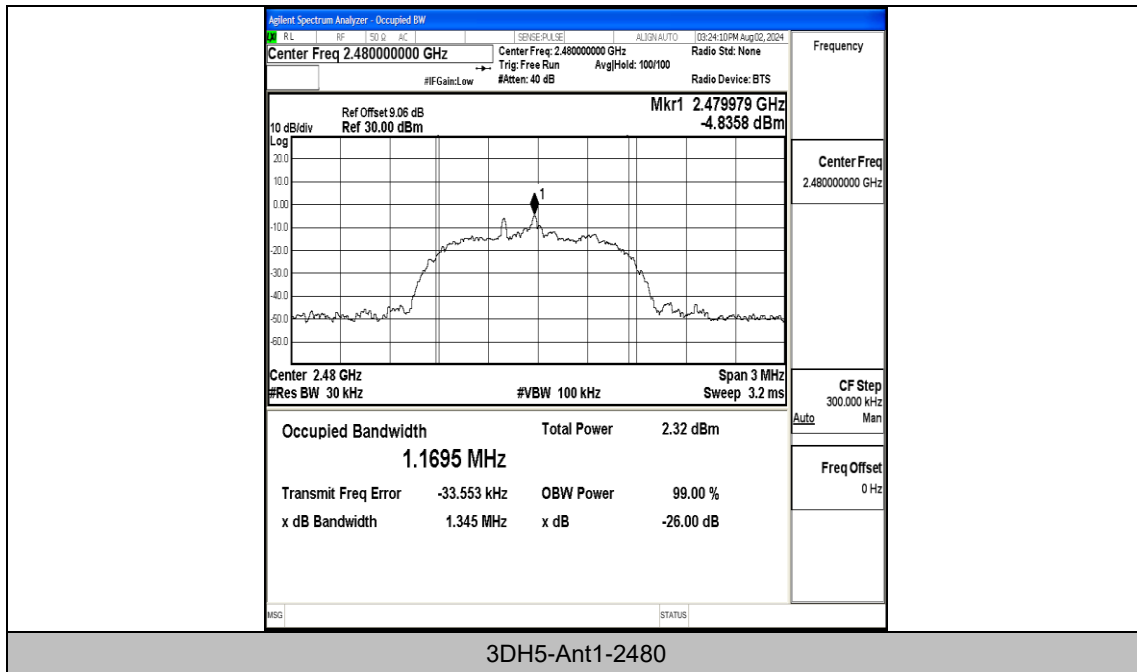 Agilent Spectrum Analyzer - Occupied BW
LXI RL RF 50 Ω AC SENSE:PULSE ALIGNAUTO 03:24:10PM Aug 02, 2024
Center Freq 2.480000000 GHz
Center Freq: 2.480000000 GHz Radio Std: None
Trig: Free Run Avg|Hold: 100/100
#IFGain:Low #Atten: 40 dB Radio Device: BTS
Frequency
Mkr1 2.479979 GHz
-4.8358 dBm
Ref Offset 9.06 dB
10 dB/div Ref 30.00 dBm
Log
20.0
10.0
0.00
-10.0
-20.0
-30.0
-40.0
-50.0
-60.0
1
Center 2.48 GHz Span 3 MHz
#Res BW 30 kHz #VBW 100 kHz Sweep 3.2 ms
Occupied Bandwidth Total Power 2.32 dBm
1.1695 MHz
Transmit Freq Error -33.553 kHz OBW Power 99.00 %
x dB Bandwidth 1.345 MHz x dB -26.00 dB
Center Freq
2.480000000 GHz
CF Step
300.000 kHz
Auto Man
Freq Offset
0 Hz
MSG STATUS
3DH5-Ant1-2480